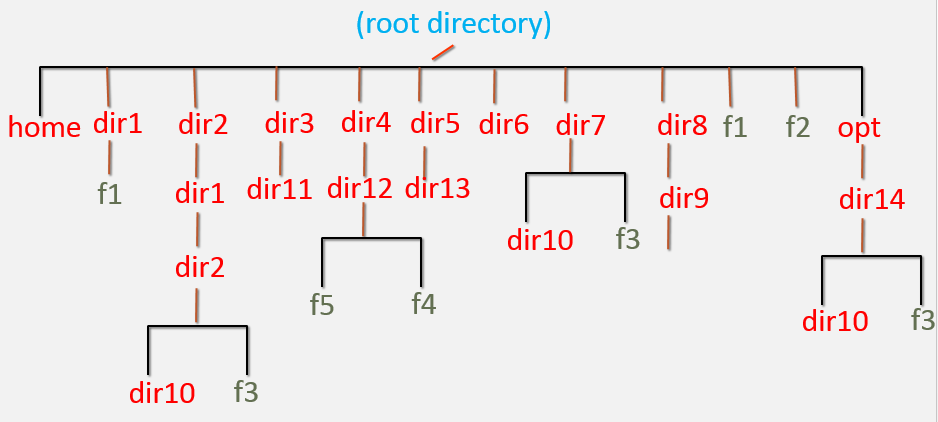 (root directory)
home dir1 dir2 dir3 dir4 dir5 dir6 dir7 dir8 f1 f2 opt
f1 dir1 dir11 dir12 dir13 dir9 dir14
dir2 dir10 f3
f5 f4 dir10 f3
dir10 f3